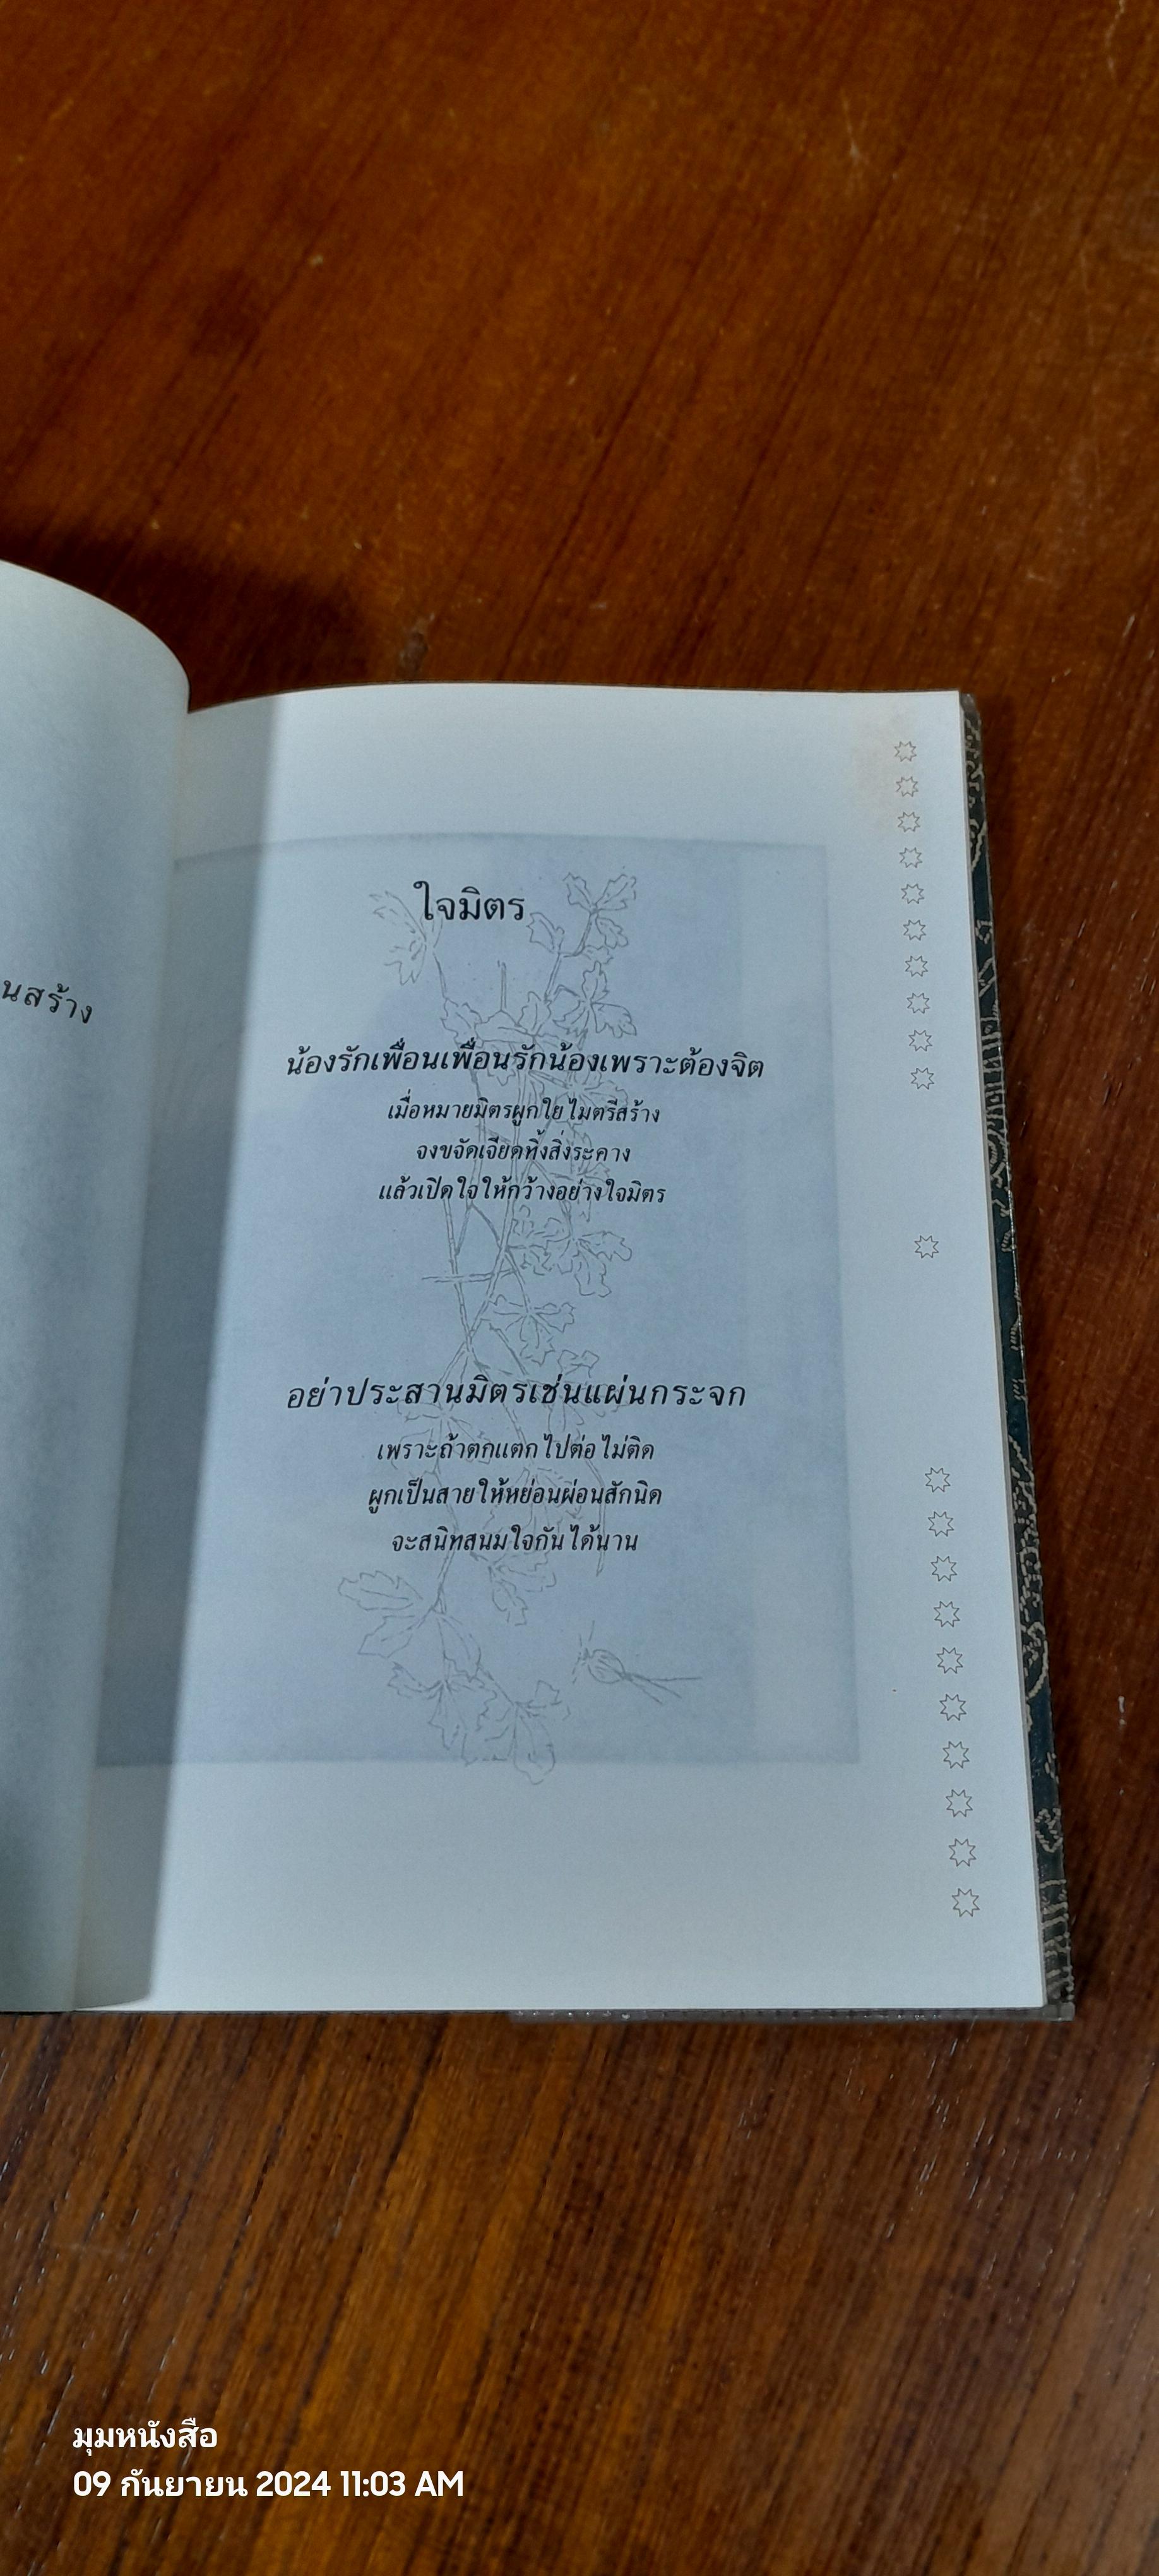 นสร้าง
ใจมิตร
น้องรักเพื่อนเพื่อนรักน้องเพราะต้องจิต
เมื่อหมายมิตรผูกใยไมตรีสร้าง
จงขจัดเจียดทิ้งสิ่งระคาง
แล้วเปิดใจให้กว้างอย่างใจมิตร
อย่าประสานมิตรเช่นแผ่นกระจก
เพราะถ้าตกแตกไปต่อไม่ติด
ผูกเป็นสายให้หย่อนผ่อนสักนิด
จะสนิทสนมใจกันได้นาน
มุมหนังสือ
09 กันยายน 2024 11:03 AM